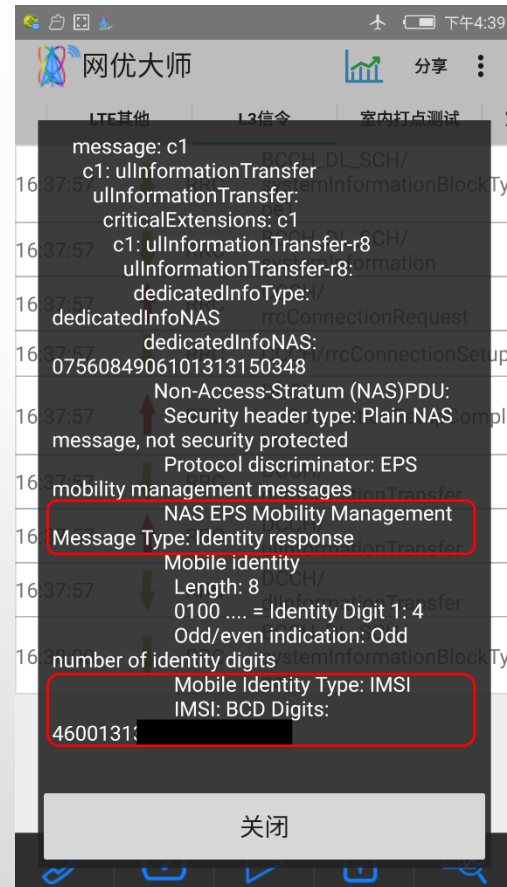 下午4:39
网优大师
分享
LTE其他 L3信令 室内打点测试
message: c1
c1: ulInformationTransfer
ulInformationTransfer:
criticalExtensions: c1
c1: ulInformationTransfer-r8
ulInformationTransfer-r8:
dedicatedInfoType:
dedicatedInfoNAS
dedicatedInfoNAS:
0756084906101313150348
Non-Access-Stratum (NAS)PDU:
Security header type: Plain NAS
message, not security protected
Protocol discriminator: EPS
mobility management messages
NAS EPS Mobility Management
Message Type: Identity response
Mobile identity
Length: 8
0100 .... = Identity Digit 1: 4
Odd/even indication: Odd
number of identity digits
Mobile Identity Type: IMSI
IMSI: BCD Digits:
4600131
关闭